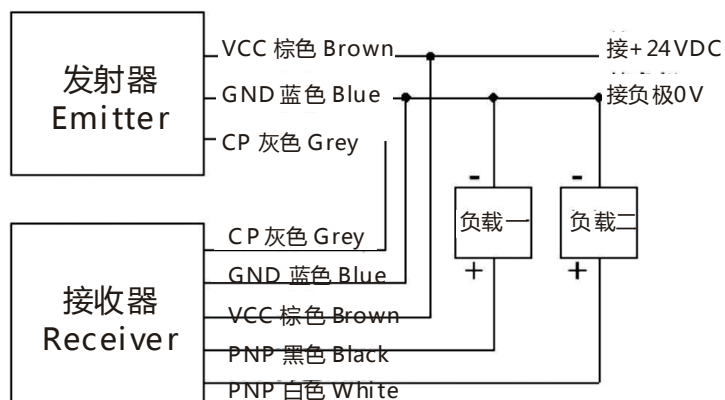 发射器
Emitter
VCC 棕色 Brown
接+24VDC
GND 蓝色 Blue
接负极0V
CP 灰色 Grey
-
-
负载一
负载二
+
+
接收器
Receiver
CP 灰色 Grey
GND 蓝色 Blue
VCC 棕色 Brown
PNP 黑色 Black
PNP 白色 White